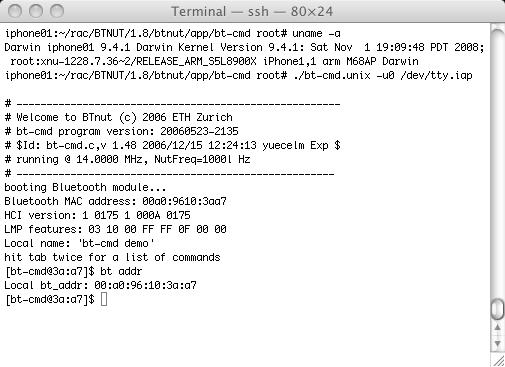 Terminal — ssh — 80×24
iphone01:~/rac/BTNUT/1.8/btnut/app/bt-cmd root# uname -a
Darwin iphone01 9.4.1 Darwin Kernel Version 9.4.1: Sat Nov  1 19:09:48 PDT 2008;
 root:xnu-1228.7.36~2/RELEASE_ARM_S5L8900X iPhone1,1 arm M68AP Darwin
iphone01:~/rac/BTNUT/1.8/btnut/app/bt-cmd root# ./bt-cmd.unix -u0 /dev/tty.iap
# ------------------------------------------------------
# Welcome to BTnut (c) 2006 ETH Zurich
# bt-cmd program version: 20060523-2135
# $Id: bt-cmd.c,v 1.48 2006/12/15 12:24:13 yuecelm Exp $
# running @ 14.0000 MHz, NutFreq=1000l Hz
# -----------------------------------------------------
booting Bluetooth module...
Bluetooth MAC address: 00a0:9610:3aa7
HCI version: 1 0175 1 000A 0175
LMP features: 03 10 00 FF FF 0F 00 00
Local name: 'bt-cmd demo'
hit tab twice for a list of commands
[bt-cmd@3a:a7]$ bt addr
Local bt_addr: 00:a0:96:10:3a:a7
[bt-cmd@3a:a7]$